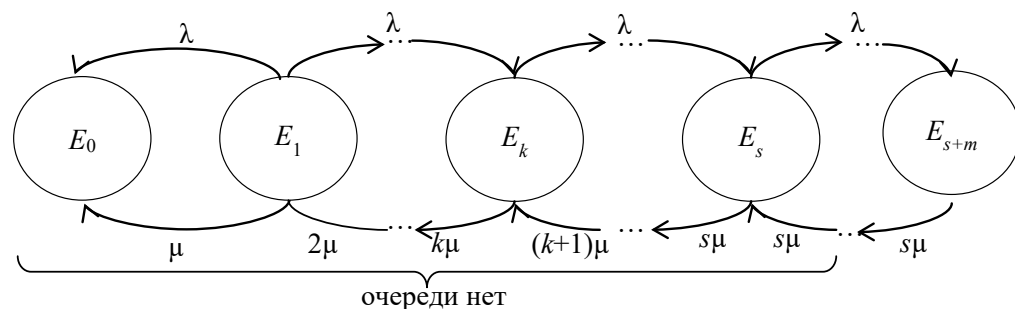 λ λ λ λ
... ... ...
E0 E1 Ek Es Es+m
... ... ...
μ 2μ kμ (k+1)μ sμ sμ sμ
очереди нет